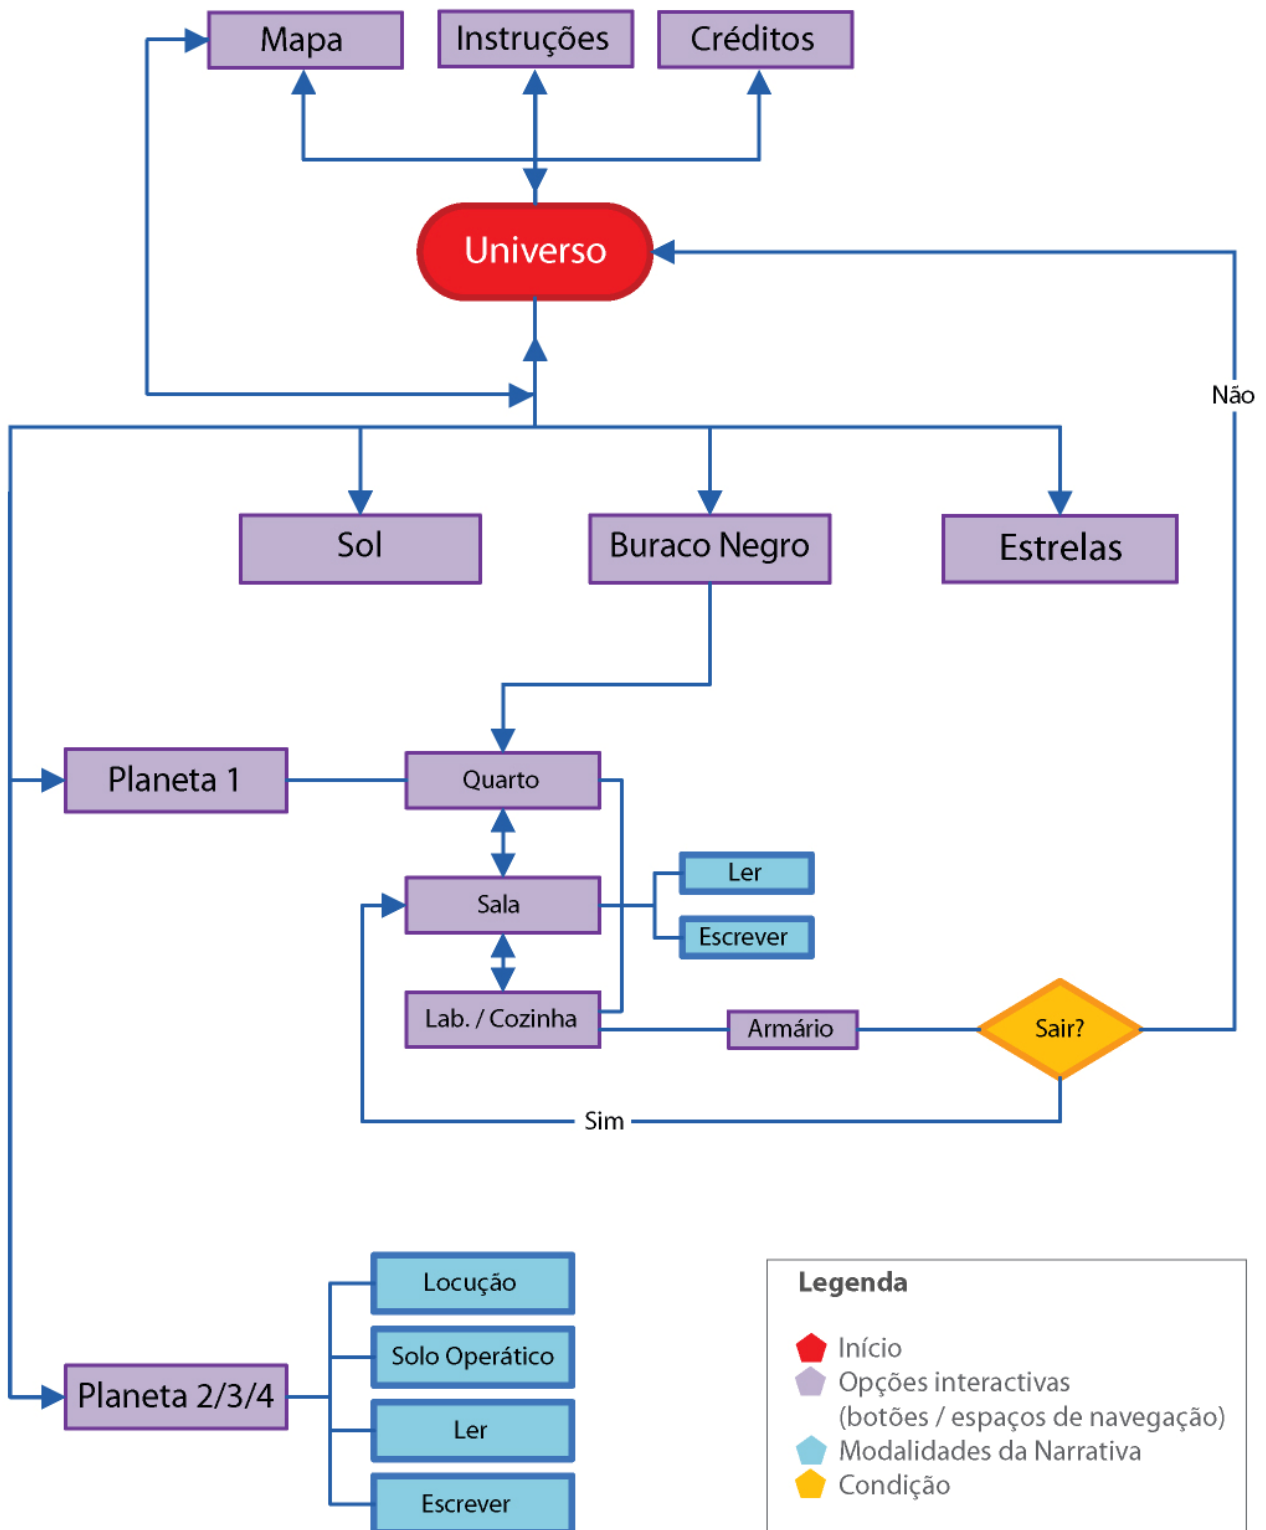 Mapa
Instruções
Créditos
Universo
Não
Sol
Buraco Negro
Estrelas
Planeta 1
Quarto
Ler
Sala
Escrever
Lab. / Cozinha
Armário
Sair?
Sim
Locução
Solo Operático
Planeta 2/3/4
Ler
Escrever
Legenda
Início
Opções interactivas
(botões / espaços de navegação)
Modalidades da Narrativa
Condição